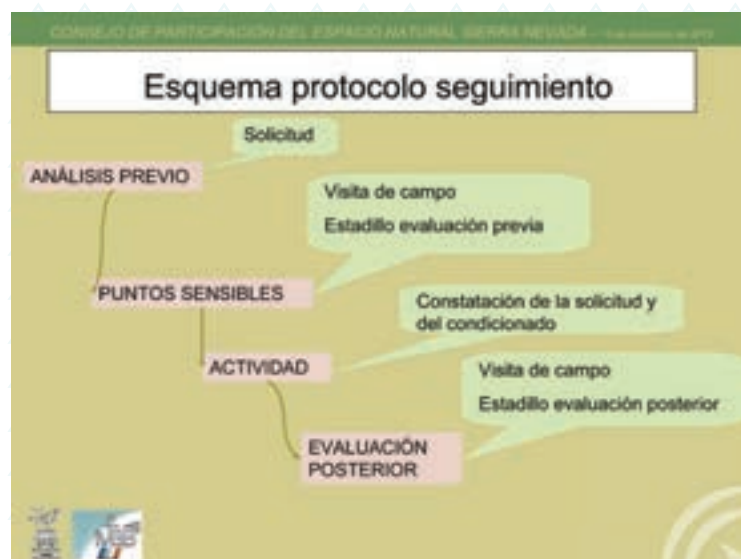 CONSEJO DE PARTICIPACIÓN DEL ESPACIO NATURAL SIERRA NEVADA
Esquema protocolo seguimiento
Solicitud
ANÁLISIS PREVIO
Visita de campo
Estadillo evaluación previa
PUNTOS SENSIBLES
Constatación de la solicitud y
del condicionado
ACTIVIDAD
Visita de campo
Estadillo evaluación posterior
EVALUACIÓN
POSTERIOR